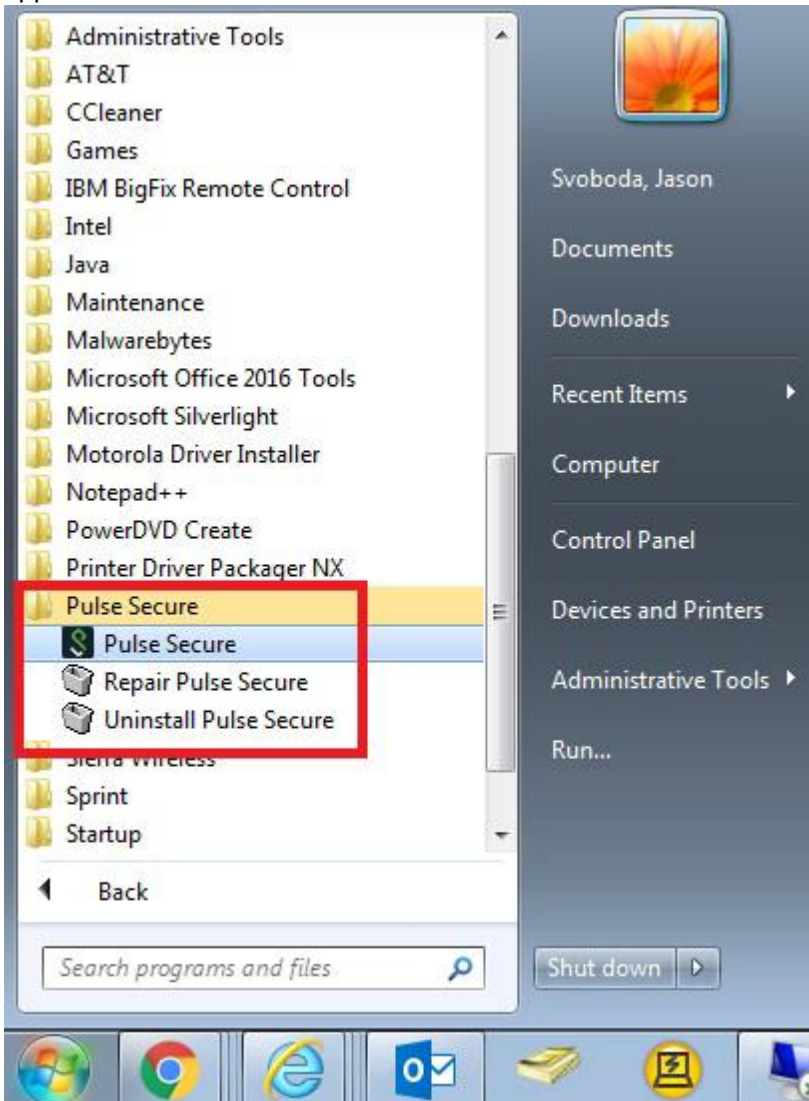 Administrative Tools
AT&T
CCleaner
Games
IBM BigFix Remote Control
Intel
Java
Maintenance
Malwarebytes
Microsoft Office 2016 Tools
Microsoft Silverlight
Motorola Driver Installer
Notepad++
PowerDVD Create
Printer Driver Packager NX
Pulse Secure
Pulse Secure
Repair Pulse Secure
Uninstall Pulse Secure
Sierra Wireless
Sprint
Startup
Back
Search programs and files
Svoboda, Jason
Documents
Downloads
Recent Items
Computer
Control Panel
Devices and Printers
Administrative Tools
Run...
Shut down